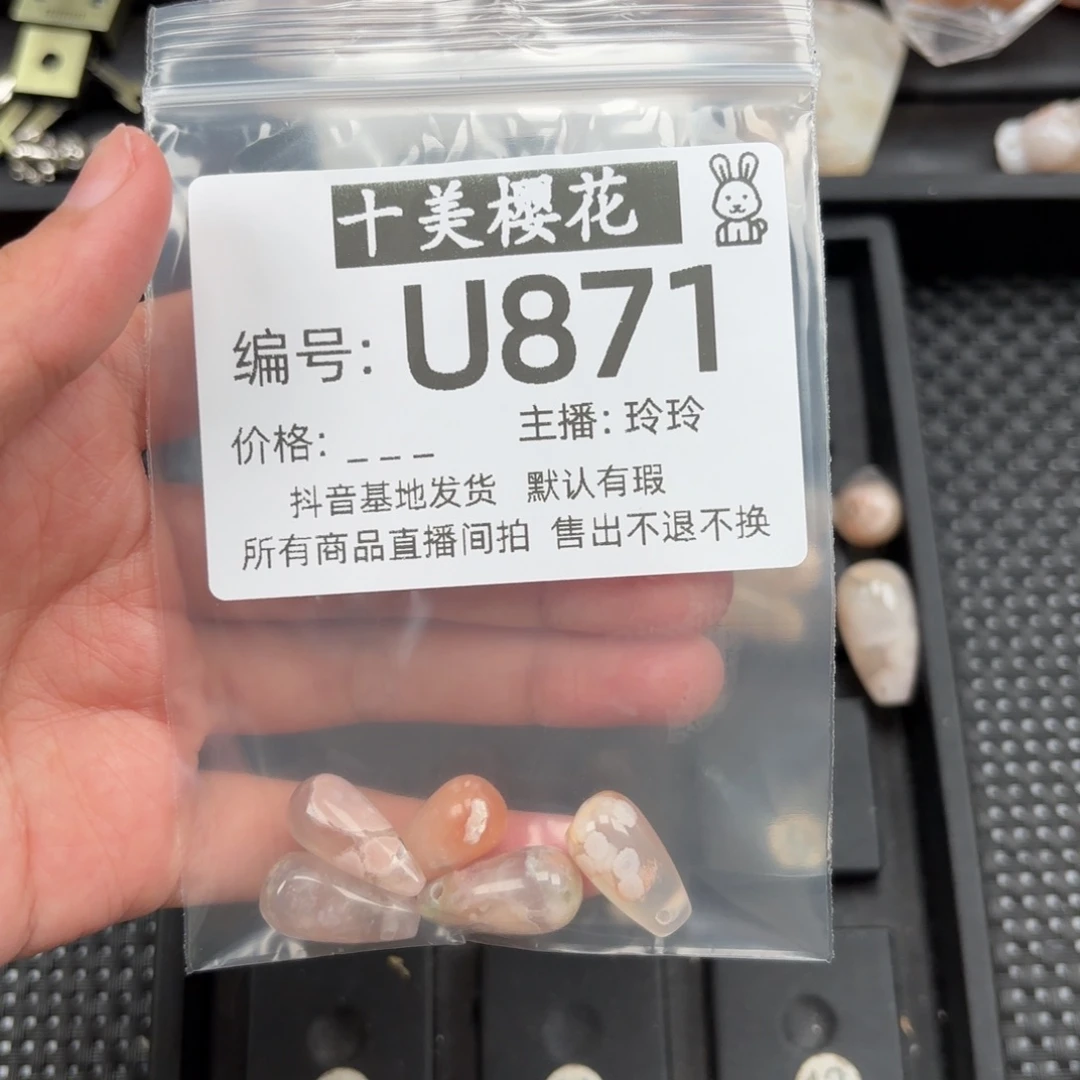 十美樱花
编号: U871
价格: _ _ _ 主播: 玲玲
抖音基地发货 默认有瑕
所有商品直播间拍 售出不退不换